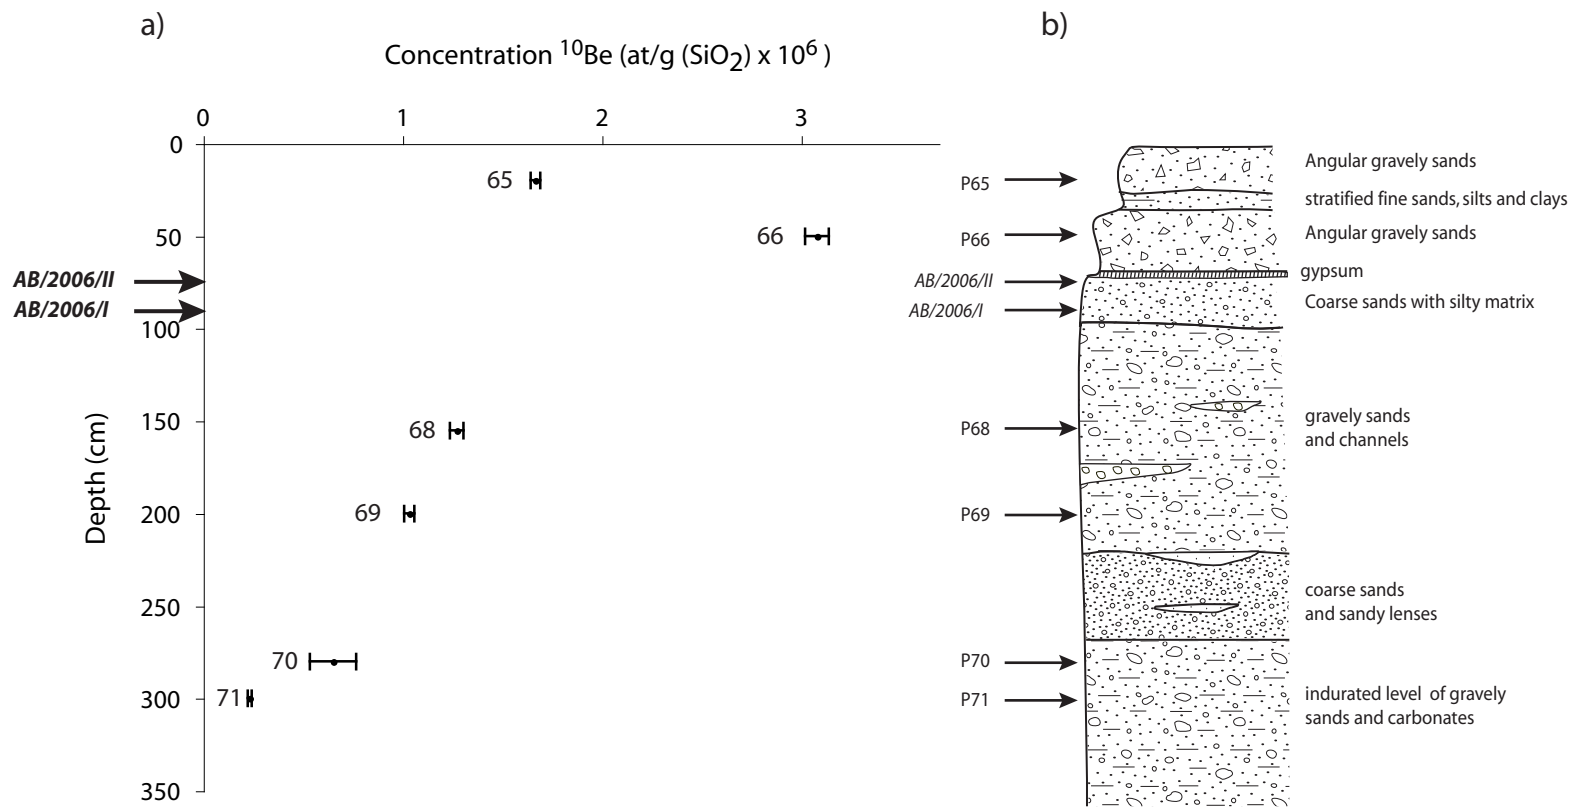 a)
Concentration ¹⁰Be (at/g (SiO₂) x 10⁶ )
0
1
2
3
0
50
100
150
200
250
300
350
Depth (cm)
65
66
AB/2006/II
AB/2006/I
68
69
70
71
b)
P65
P66
AB/2006/II
AB/2006/I
P68
P69
P70
P71
Angular gravely sands
stratified fine sands, silts and clays
Angular gravely sands
gypsum
Coarse sands with silty matrix
gravely sands
and channels
coarse sands
and sandy lenses
indurated level of gravely
sands and carbonates